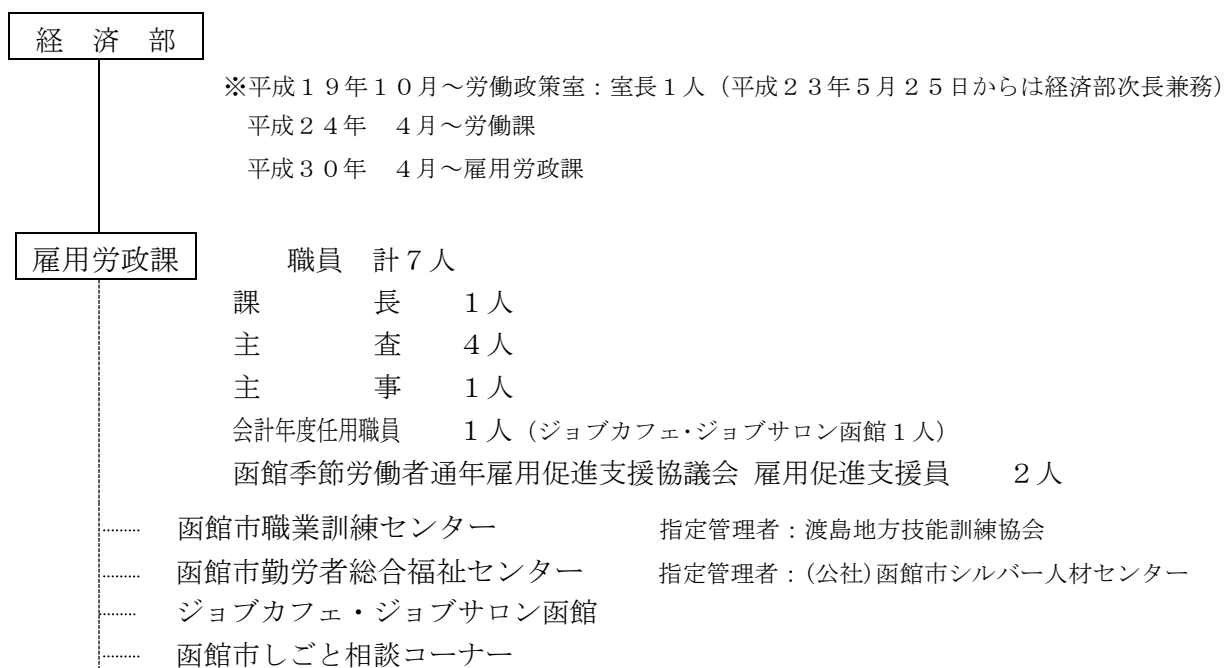 経　済　部
※平成１９年１０月～労働政策室：室長１人（平成２３年５月２５日からは経済部次長兼務）
平成２４年　４月～労働課
平成３０年　４月～雇用労政課
雇用労政課　職員　計７人
課　長　１人
主　査　４人
主　事　１人
会計年度任用職員　１人（ジョブカフェ・ジョブサロン函館１人）
函館季節労働者通年雇用促進支援協議会 雇用促進支援員　２人
函館市職業訓練センター　指定管理者：渡島地方技能訓練協会
函館市勤労者総合福祉センター　指定管理者：(公社)函館市シルバー人材センター
ジョブカフェ・ジョブサロン函館
函館市しごと相談コーナー